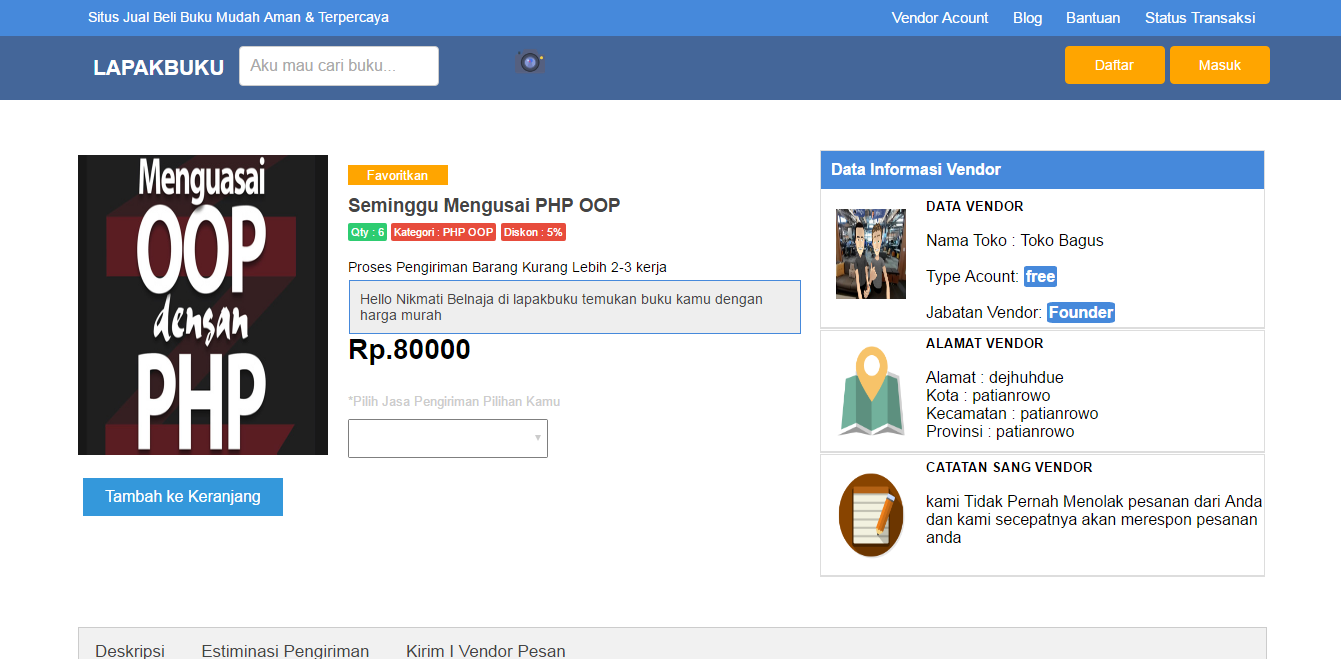 Situs Jual Beli Buku Mudah Aman & Terpercaya
Vendor Acount Blog Bantuan Status Transaksi
LAPAKBUKU
Aku mau cari buku...
Daftar
Masuk
Menguasai
OOP
dengan
PHP
Tambah ke Keranjang
Favoritkan
Seminggu Mengusai PHP OOP
Qty : 6 Kategori : PHP OOP Diskon : 5%
Proses Pengiriman Barang Kurang Lebih 2-3 kerja
Hello Nikmati Belnaja di lapakbuku temukan buku kamu dengan
harga murah
Rp.80000
*Pilih Jasa Pengiriman Pilihan Kamu
Data Informasi Vendor
DATA VENDOR
Nama Toko : Toko Bagus
Type Acount: free
Jabatan Vendor: Founder
ALAMAT VENDOR
Alamat : dejhuhdue
Kota : patianrowo
Kecamatan : patianrowo
Provinsi : patianrowo
CATATAN SANG VENDOR
kami Tidak Pernah Menolak pesanan dari Anda
dan kami secepatnya akan merespon pesanan
anda
Deskripsi Estiminasi Pengiriman Kirim I Vendor Pesan